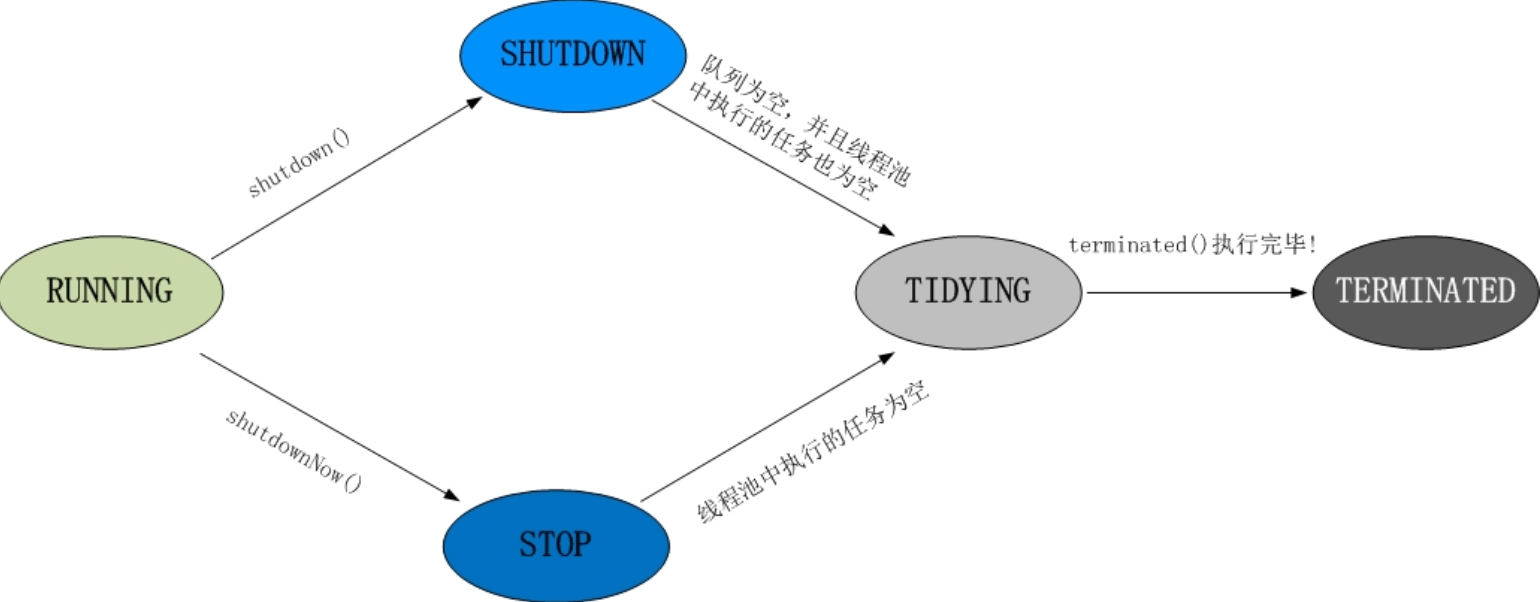 SHUTDOWN
队列为空，并且线程池
中执行的任务也为空
shutdown()
terminated()执行完毕!
RUNNING
TIDYING
TERMINATED
shutdownNow()
线程池中执行的任务为空
STOP